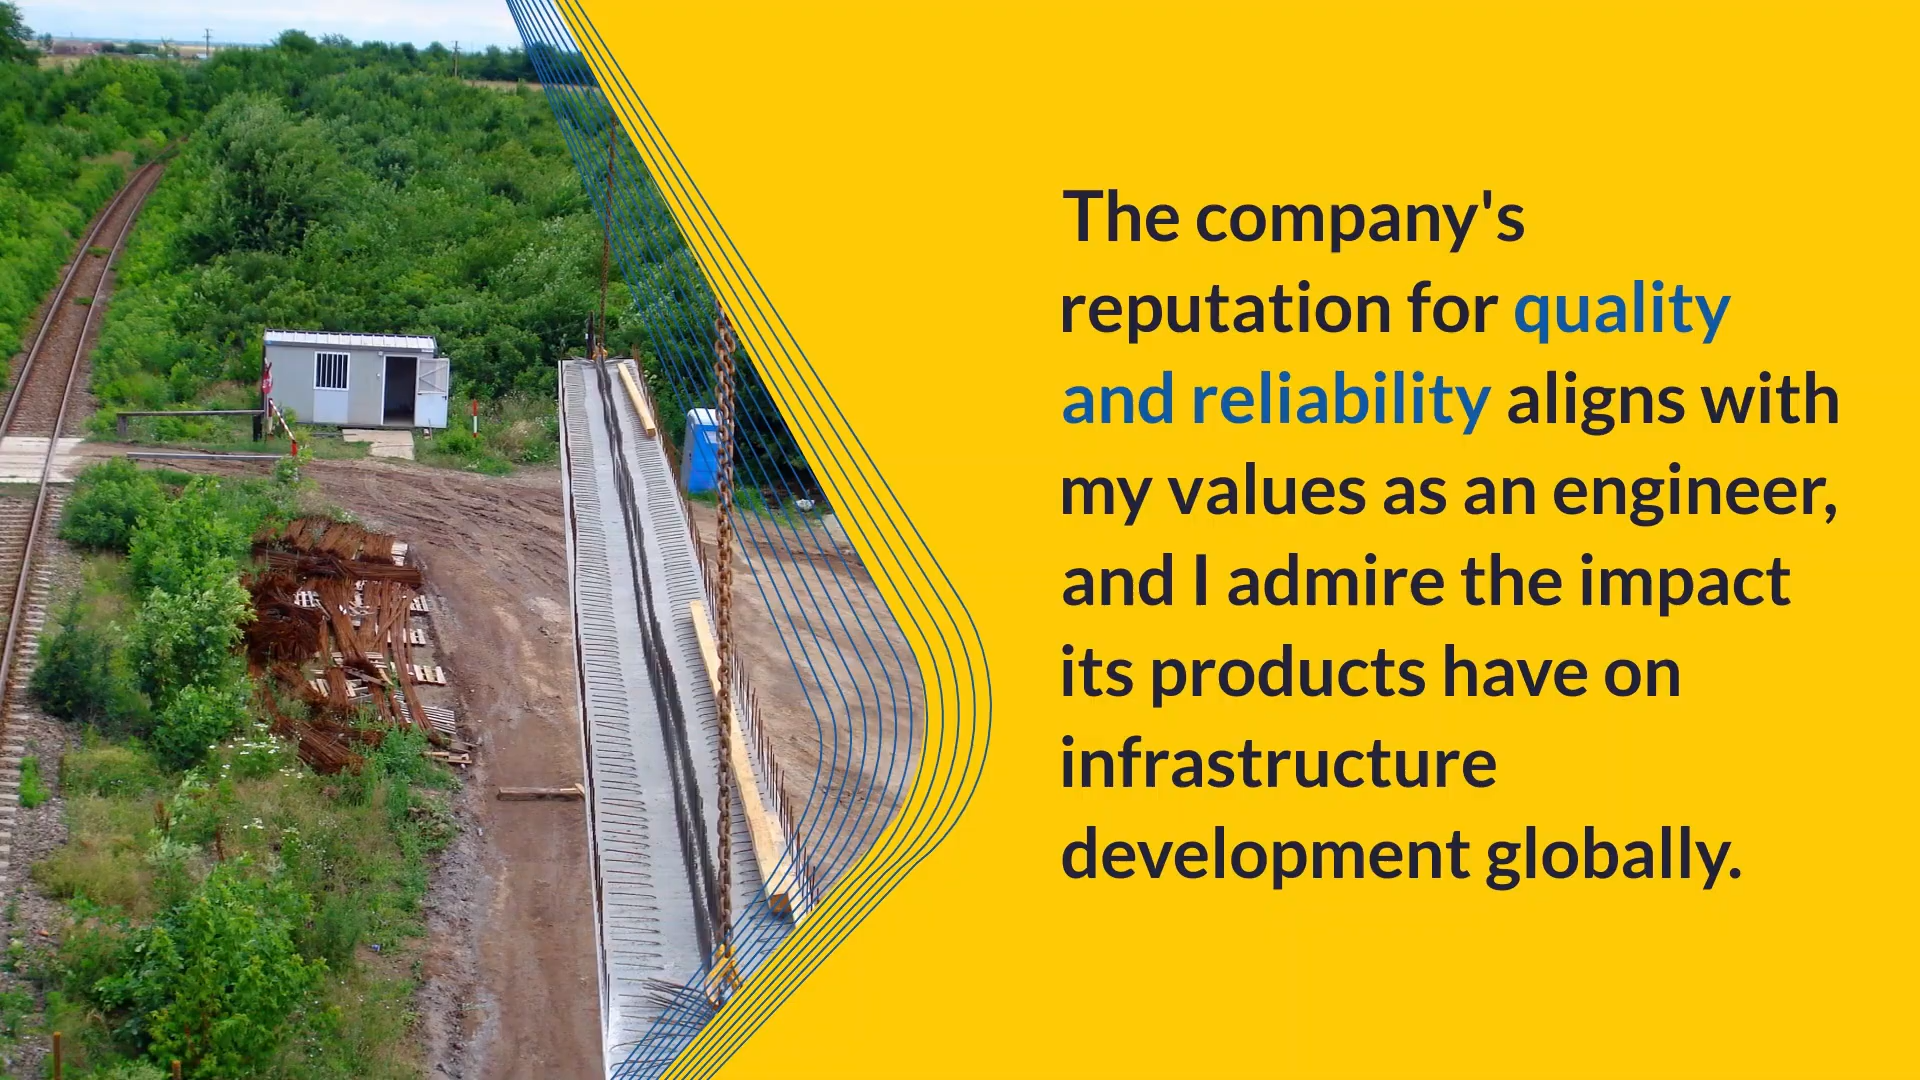 The company's
reputation for quality
and reliability aligns with
my values as an engineer,
and I admire the impact
its products have on
infrastructure
development globally.